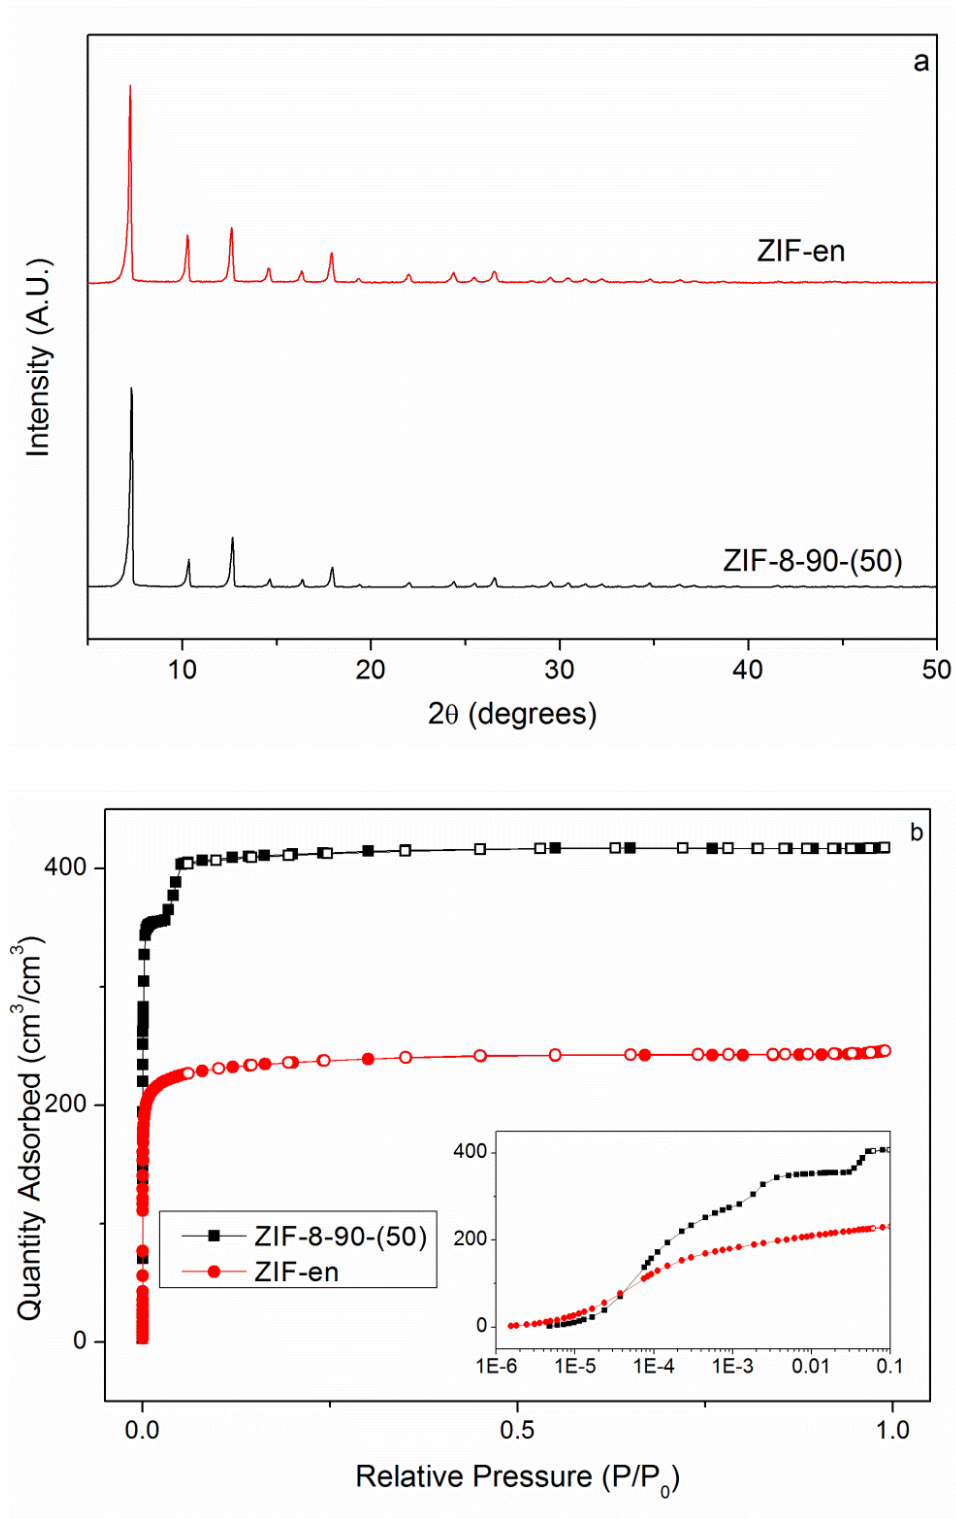 a
ZIF-en
ZIF-8-90-(50)
Intensity (A.U.)
10 20 30 40 50
2θ (degrees)
b
400
200
0
Quantity Adsorbed (cm³/cm³)
ZIF-8-90-(50)
ZIF-en
400
200
0
1E-6 1E-5 1E-4 1E-3 0.01 0.1
0.0 0.5 1.0
Relative Pressure (P/P₀)